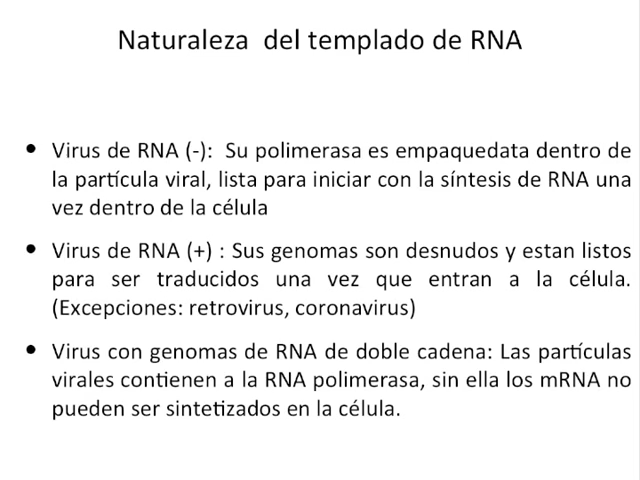 Naturaleza del templado de RNA
• Virus de RNA (-): Su polimerasa es empaquedata dentro de
la partícula viral, lista para iniciar con la síntesis de RNA una
vez dentro de la célula
• Virus de RNA (+) : Sus genomas son desnudos y estan listos
para ser traducidos una vez que entran a la célula.
(Excepciones: retrovirus, coronavirus)
• Virus con genomas de RNA de doble cadena: Las partículas
virales contienen a la RNA polimerasa, sin ella los mRNA no
pueden ser sintetizados en la célula.